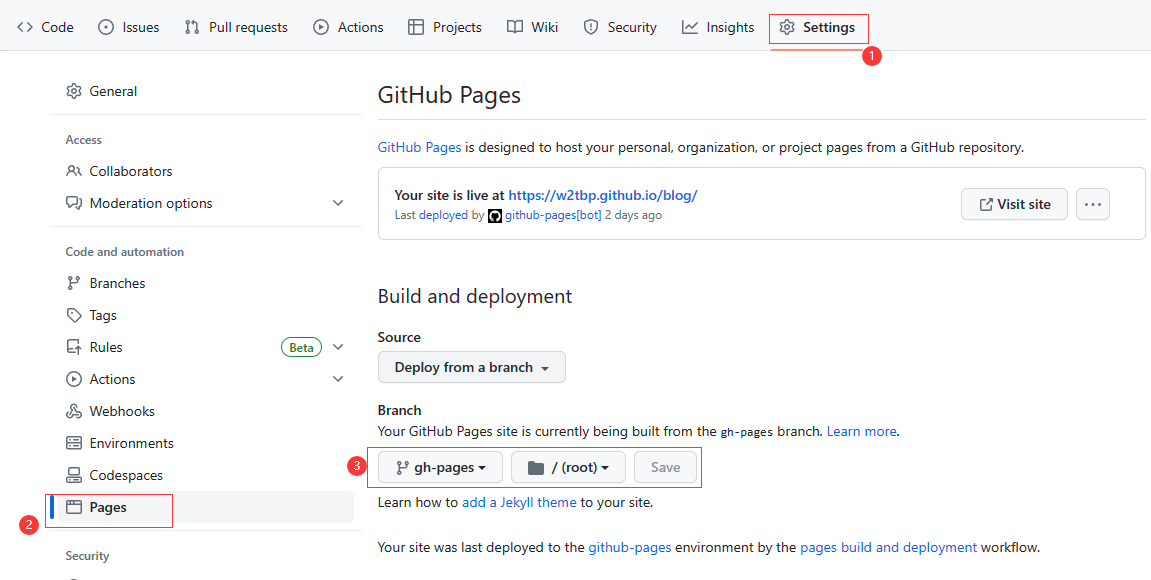 Code Issues Pull requests Actions Projects Wiki Security Insights Settings
1
General
Access
Collaborators
Moderation options
Code and automation
Branches
Tags
Rules Beta
Actions
Webhooks
Environments
Codespaces
Pages
2
Security
GitHub Pages
GitHub Pages is designed to host your personal, organization, or project pages from a GitHub repository.
Your site is live at https://w2tbp.github.io/blog/
Last deployed by github-pages[bot] 2 days ago
Visit site
Build and deployment
Source
Deploy from a branch
Branch
Your GitHub Pages site is currently being built from the gh-pages branch. Learn more.
3
gh-pages / (root) Save
Learn how to add a Jekyll theme to your site.
Your site was last deployed to the github-pages environment by the pages build and deployment workflow.